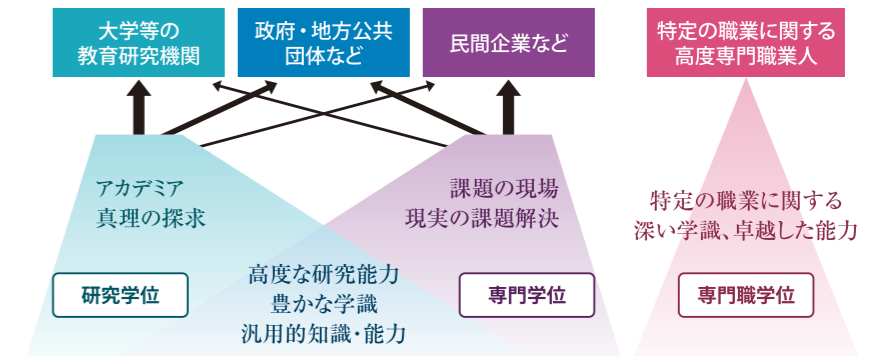 大学等の
教育研究機関
政府・地方公共
団体など
民間企業など
特定の職業に関する
高度専門職業人
アカデミア
真理の探求
課題の現場
現実の課題解決
特定の職業に関する
深い学識、卓越した能力
高度な研究能力
豊かな学識
汎用的知識・能力
研究学位
専門学位
専門職学位